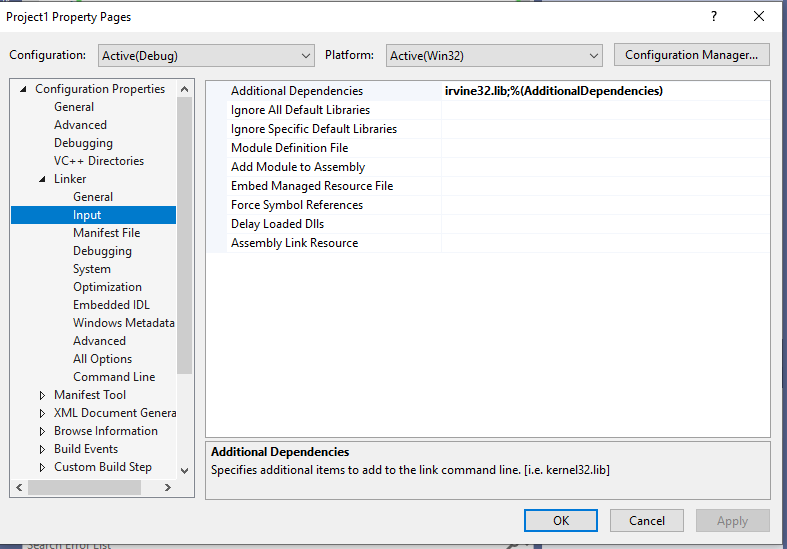 Project1 Property Pages
?
Configuration: Active(Debug) Platform: Active(Win32) Configuration Manager...
Configuration Properties
General
Advanced
Debugging
VC++ Directories
Linker
General
Input
Manifest File
Debugging
System
Optimization
Embedded IDL
Windows Metadata
Advanced
All Options
Command Line
Manifest Tool
XML Document Genera
Browse Information
Build Events
Custom Build Step
Additional Dependencies irvine32.lib;%(AdditionalDependencies)
Ignore All Default Libraries
Ignore Specific Default Libraries
Module Definition File
Add Module to Assembly
Embed Managed Resource File
Force Symbol References
Delay Loaded Dlls
Assembly Link Resource
Additional Dependencies
Specifies additional items to add to the link command line. [i.e. kernel32.lib]
OK Cancel Apply
Search Error List